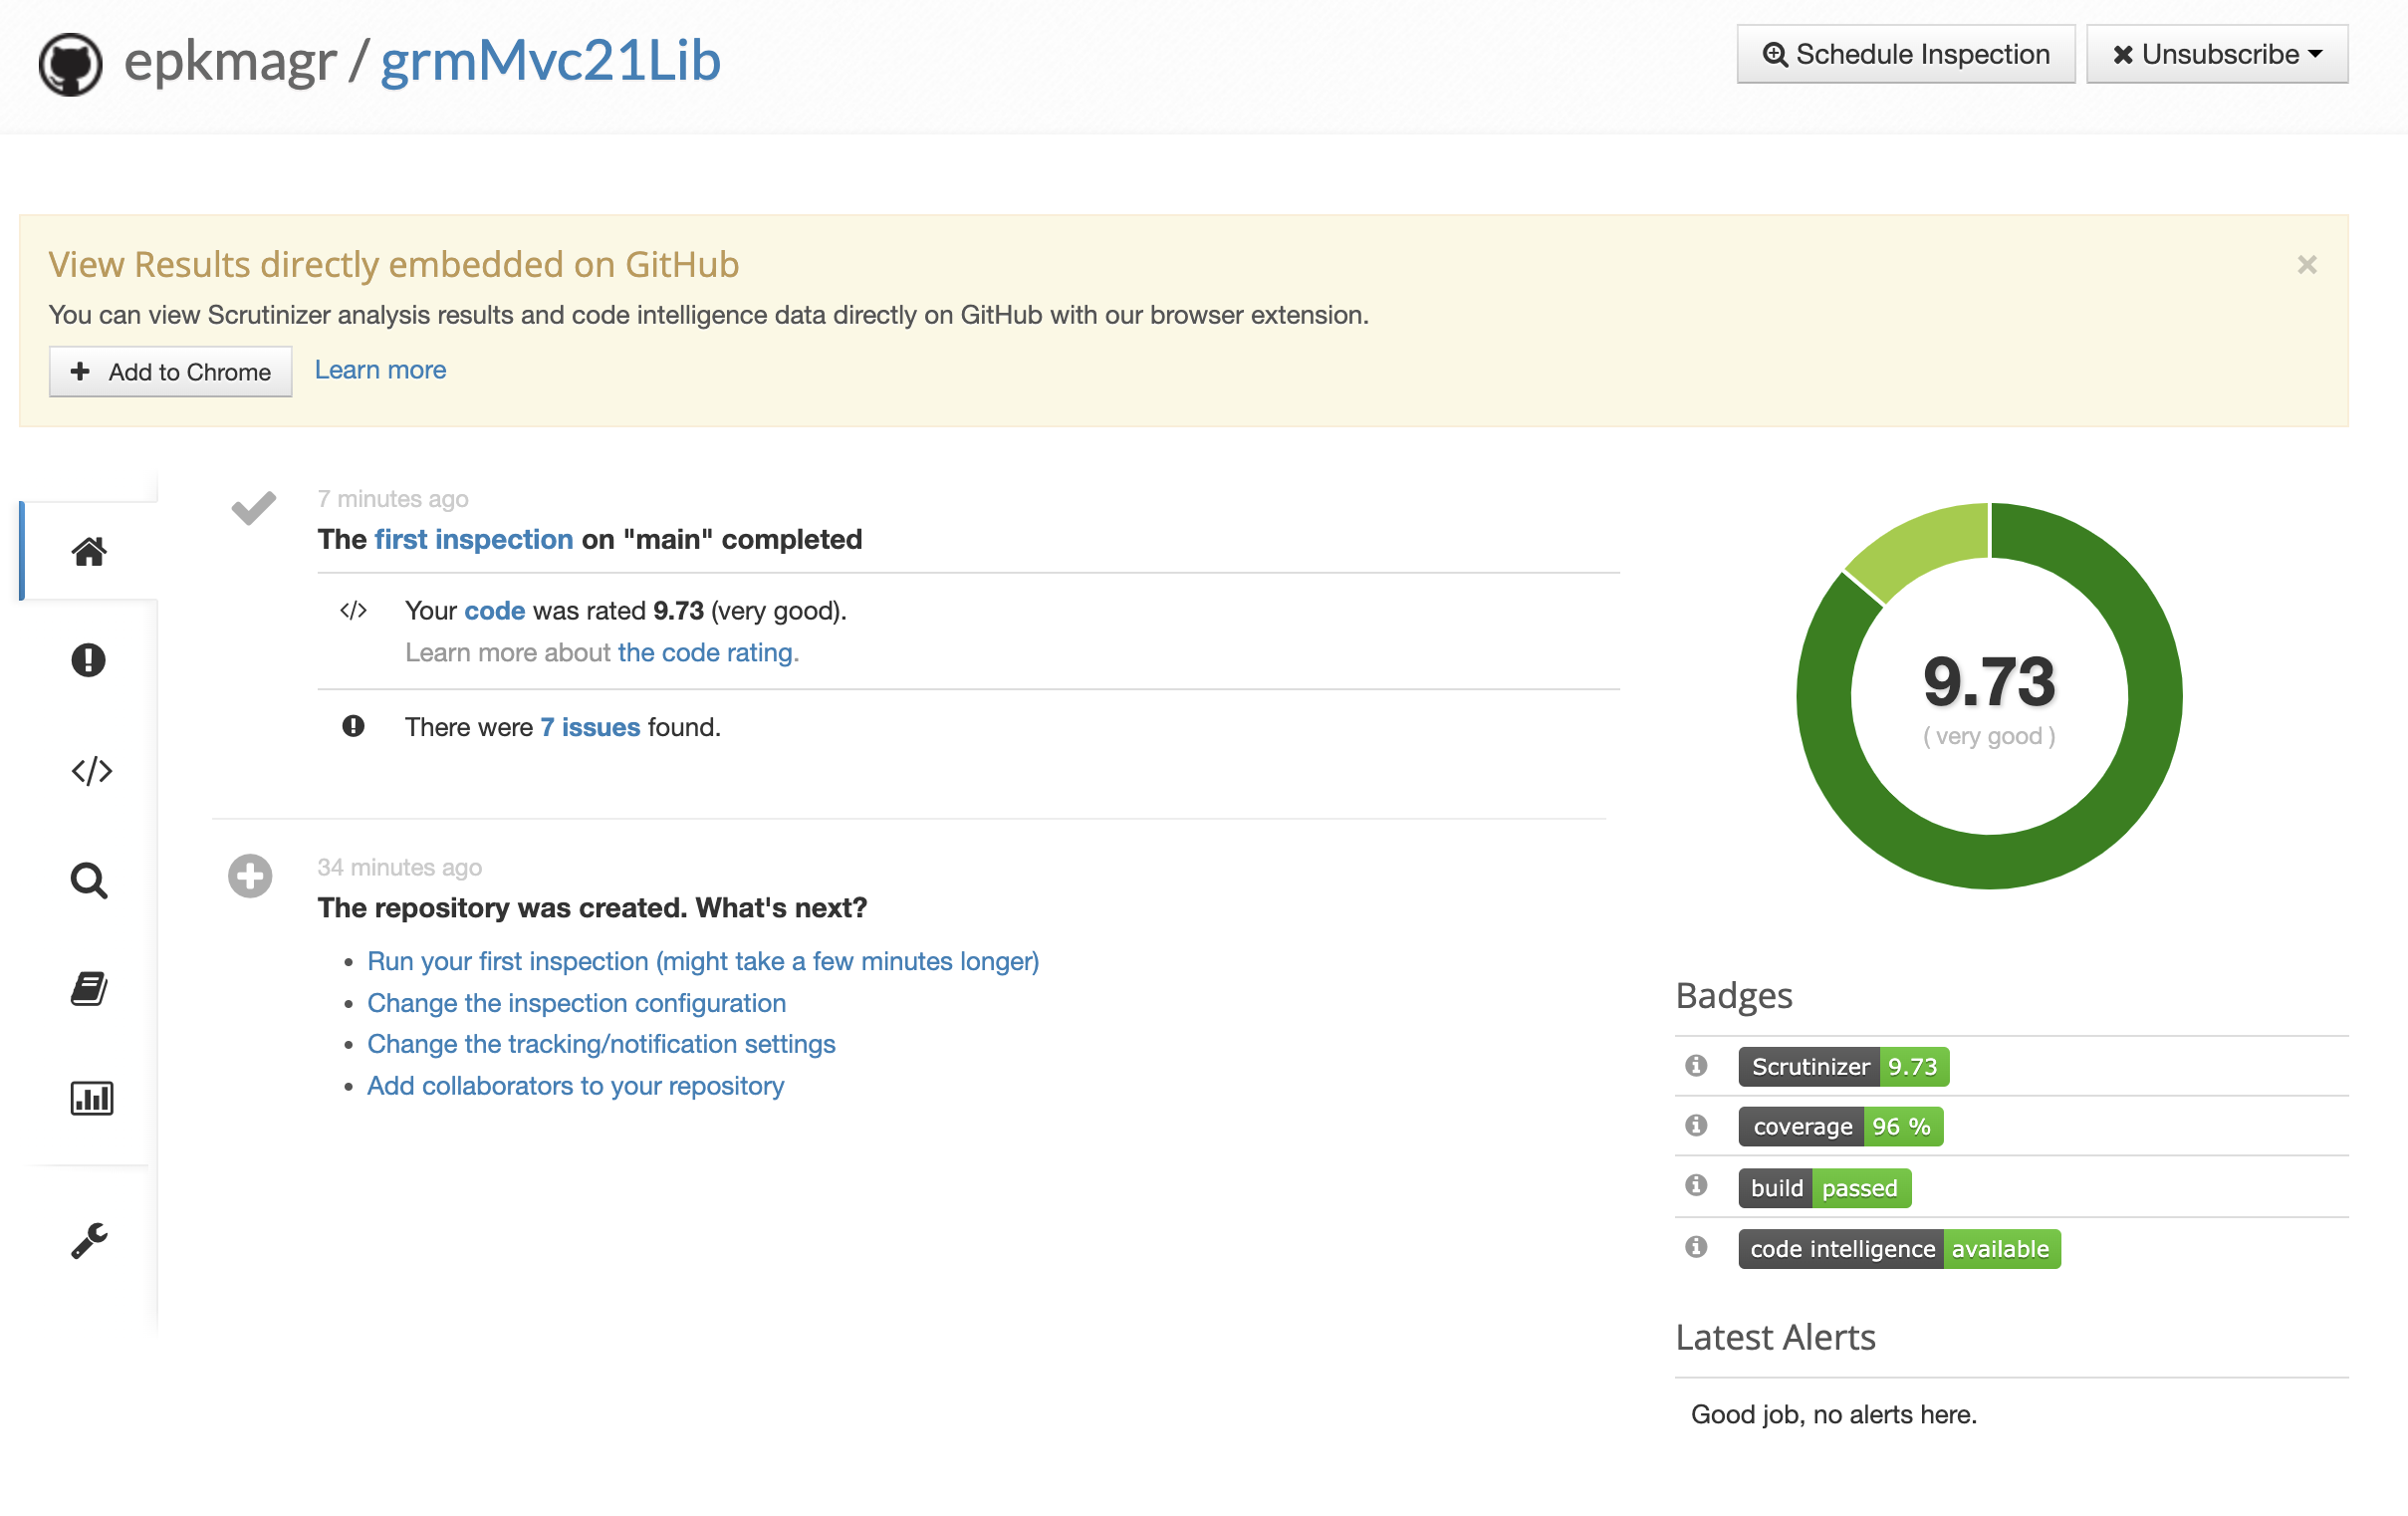 epkmagr / grmMvc21Lib
Schedule Inspection
Unsubscribe
View Results directly embedded on GitHub
You can view Scrutinizer analysis results and code intelligence data directly on GitHub with our browser extension.
Add to Chrome
Learn more
7 minutes ago
The first inspection on "main" completed
Your code was rated 9.73 (very good).
Learn more about the code rating.
There were 7 issues found.
34 minutes ago
The repository was created. What's next?
Run your first inspection (might take a few minutes longer)
Change the inspection configuration
Change the tracking/notification settings
Add collaborators to your repository
9.73
( very good )
Badges
Scrutinizer 9.73
coverage 96 %
build passed
code intelligence available
Latest Alerts
Good job, no alerts here.